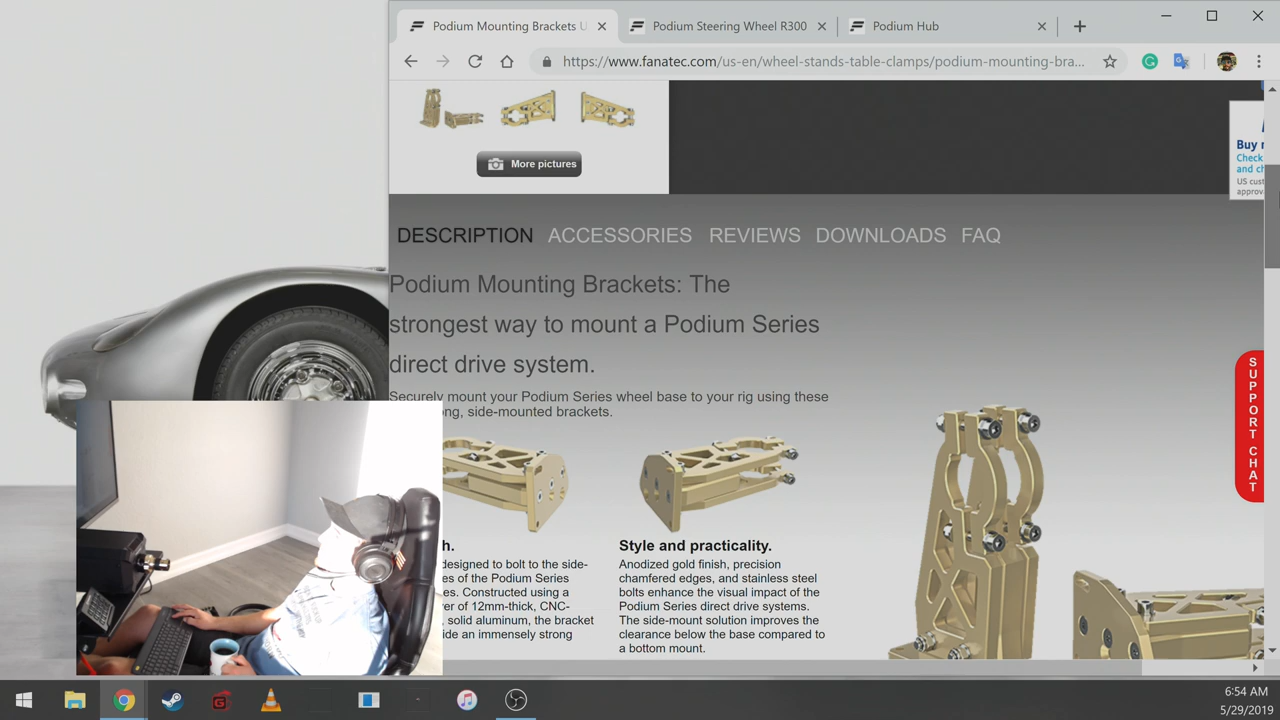 Podium Mounting Brackets U
Podium Steering Wheel R300
Podium Hub
https://www.fanatec.com/us-en/wheel-stands-table-clamps/podium-mounting-bra...
More pictures
Buy
Check
and ch
US cust
approv
DESCRIPTION ACCESSORIES REVIEWS DOWNLOADS FAQ
Podium Mounting Brackets: The
strongest way to mount a Podium Series
direct drive system.
Securely mount your Podium Series wheel base to your rig using these
ong, side-mounted brackets.
SUPPORT CHAT
h.
designed to bolt to the side-
es of the Podium Series
es. Constructed using a
er of 12mm-thick, CNC-
, solid aluminum, the bracket
ide an immensely strong
Style and practicality.
Anodized gold finish, precision
chamfered edges, and stainless steel
bolts enhance the visual impact of the
Podium Series direct drive systems.
The side-mount solution improves the
clearance below the base compared to
a bottom mount.
6:54 AM
5/29/2019